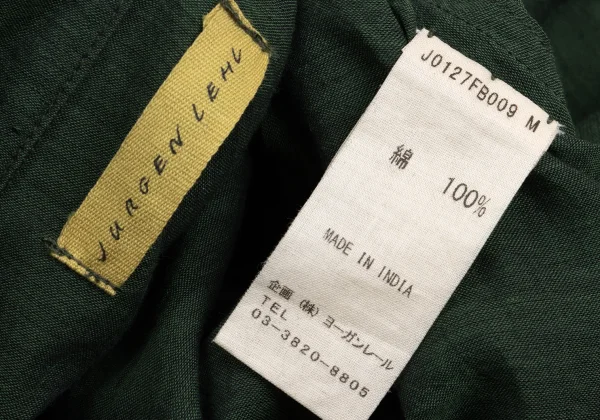 JURGEN LEHL
J0127FB009 M
綿 100%
MADE IN INDIA
企画 (株) ヨーガンレール
TEL
03-3820-8805